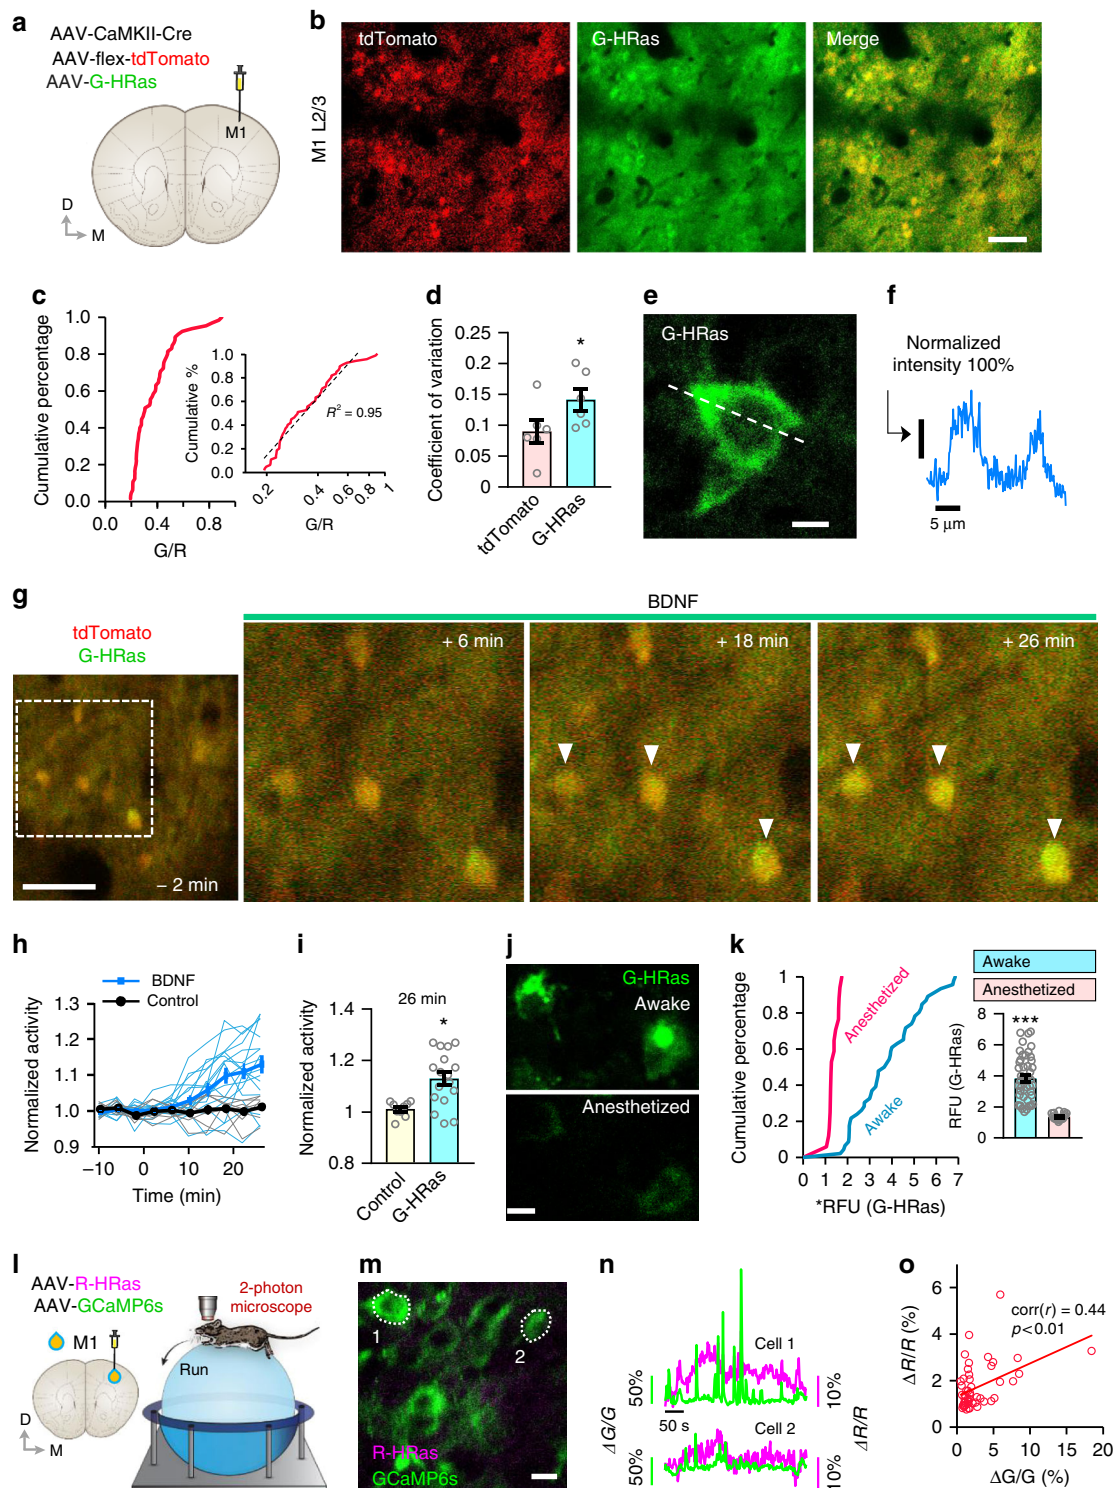 a
AAV-CaMKII-Cre
AAV-flex-tdTomato
AAV-G-HRas
M1
D
M
b
tdTomato
G-HRas
Merge
M1 L2/3
c
Cumulative percentage
1.0
0.8
0.6
0.4
0.2
0.0
0.0
0.4
0.8
G/R
Cumulative %
1.0
0.8
0.6
0.4
0.2
0.0
R² = 0.95
0.2
0.4
0.6
0.8
1
G/R
d
Coefficient of variation
0.25
0.20
0.15
0.1
0.05
0
*
tdTomato
G-HRas
e
G-HRas
f
Normalized
intensity 100%
5 μm
g
BDNF
tdTomato
G-HRas
− 2 min
+ 6 min
+ 18 min
+ 26 min
h
BDNF
Control
Normalized activity
1.3
1.2
1.1
1.0
0.9
−10
0
10
20
Time (min)
i
26 min
Normalized activity
1.4
1.2
1
0.8
*
Control
G-HRas
j
G-HRas
Awake
Anesthetized
k
Cumulative percentage
1
0.8
0.6
0.4
0.2
0
Anesthetized
Awake
0 1 2 3 4 5 6 7
*RFU (G-HRas)
Awake
Anesthetized
***
RFU (G-HRas)
8
6
4
2
0
l
AAV-R-HRas
AAV-GCaMP6s
M1
D
M
2-photon
microscope
Run
m
1
2
R-HRas
GCaMP6s
n
Cell 1
50%
10%
50 s
ΔG/G
ΔR/R
Cell 2
50%
10%
o
ΔR/R (%)
6
4
2
0
corr(r) = 0.44
p<0.01
0 5 10 15 20
ΔG/G (%)